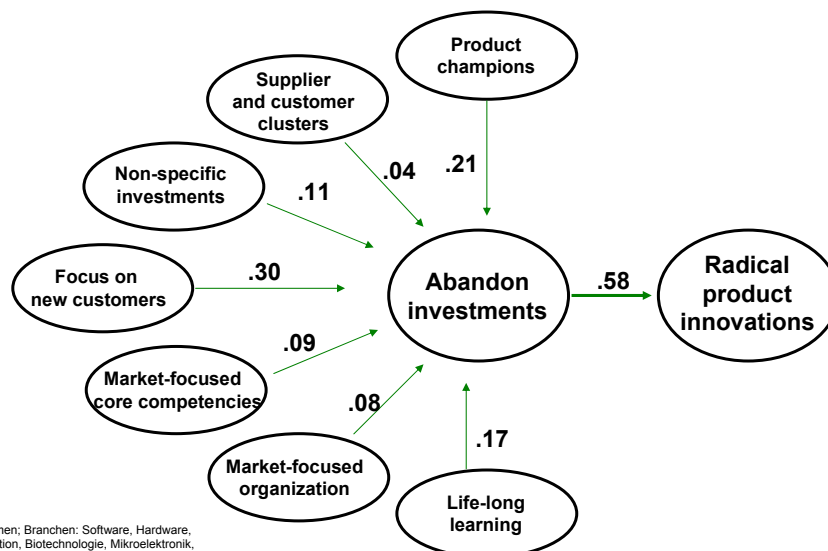 Product
champions
Supplier
and customer
clusters
.21
.04
Non-specific
investments
.11
Focus on
new customers
.30
Abandon
investments
.58
Radical
product
innovations
.09
Market-focused
core competencies
.08
Market-focused
organization
.17
Life-long
learning
Branchen: Software, Hardware,
Biotechnologie, Mikroelektronik,